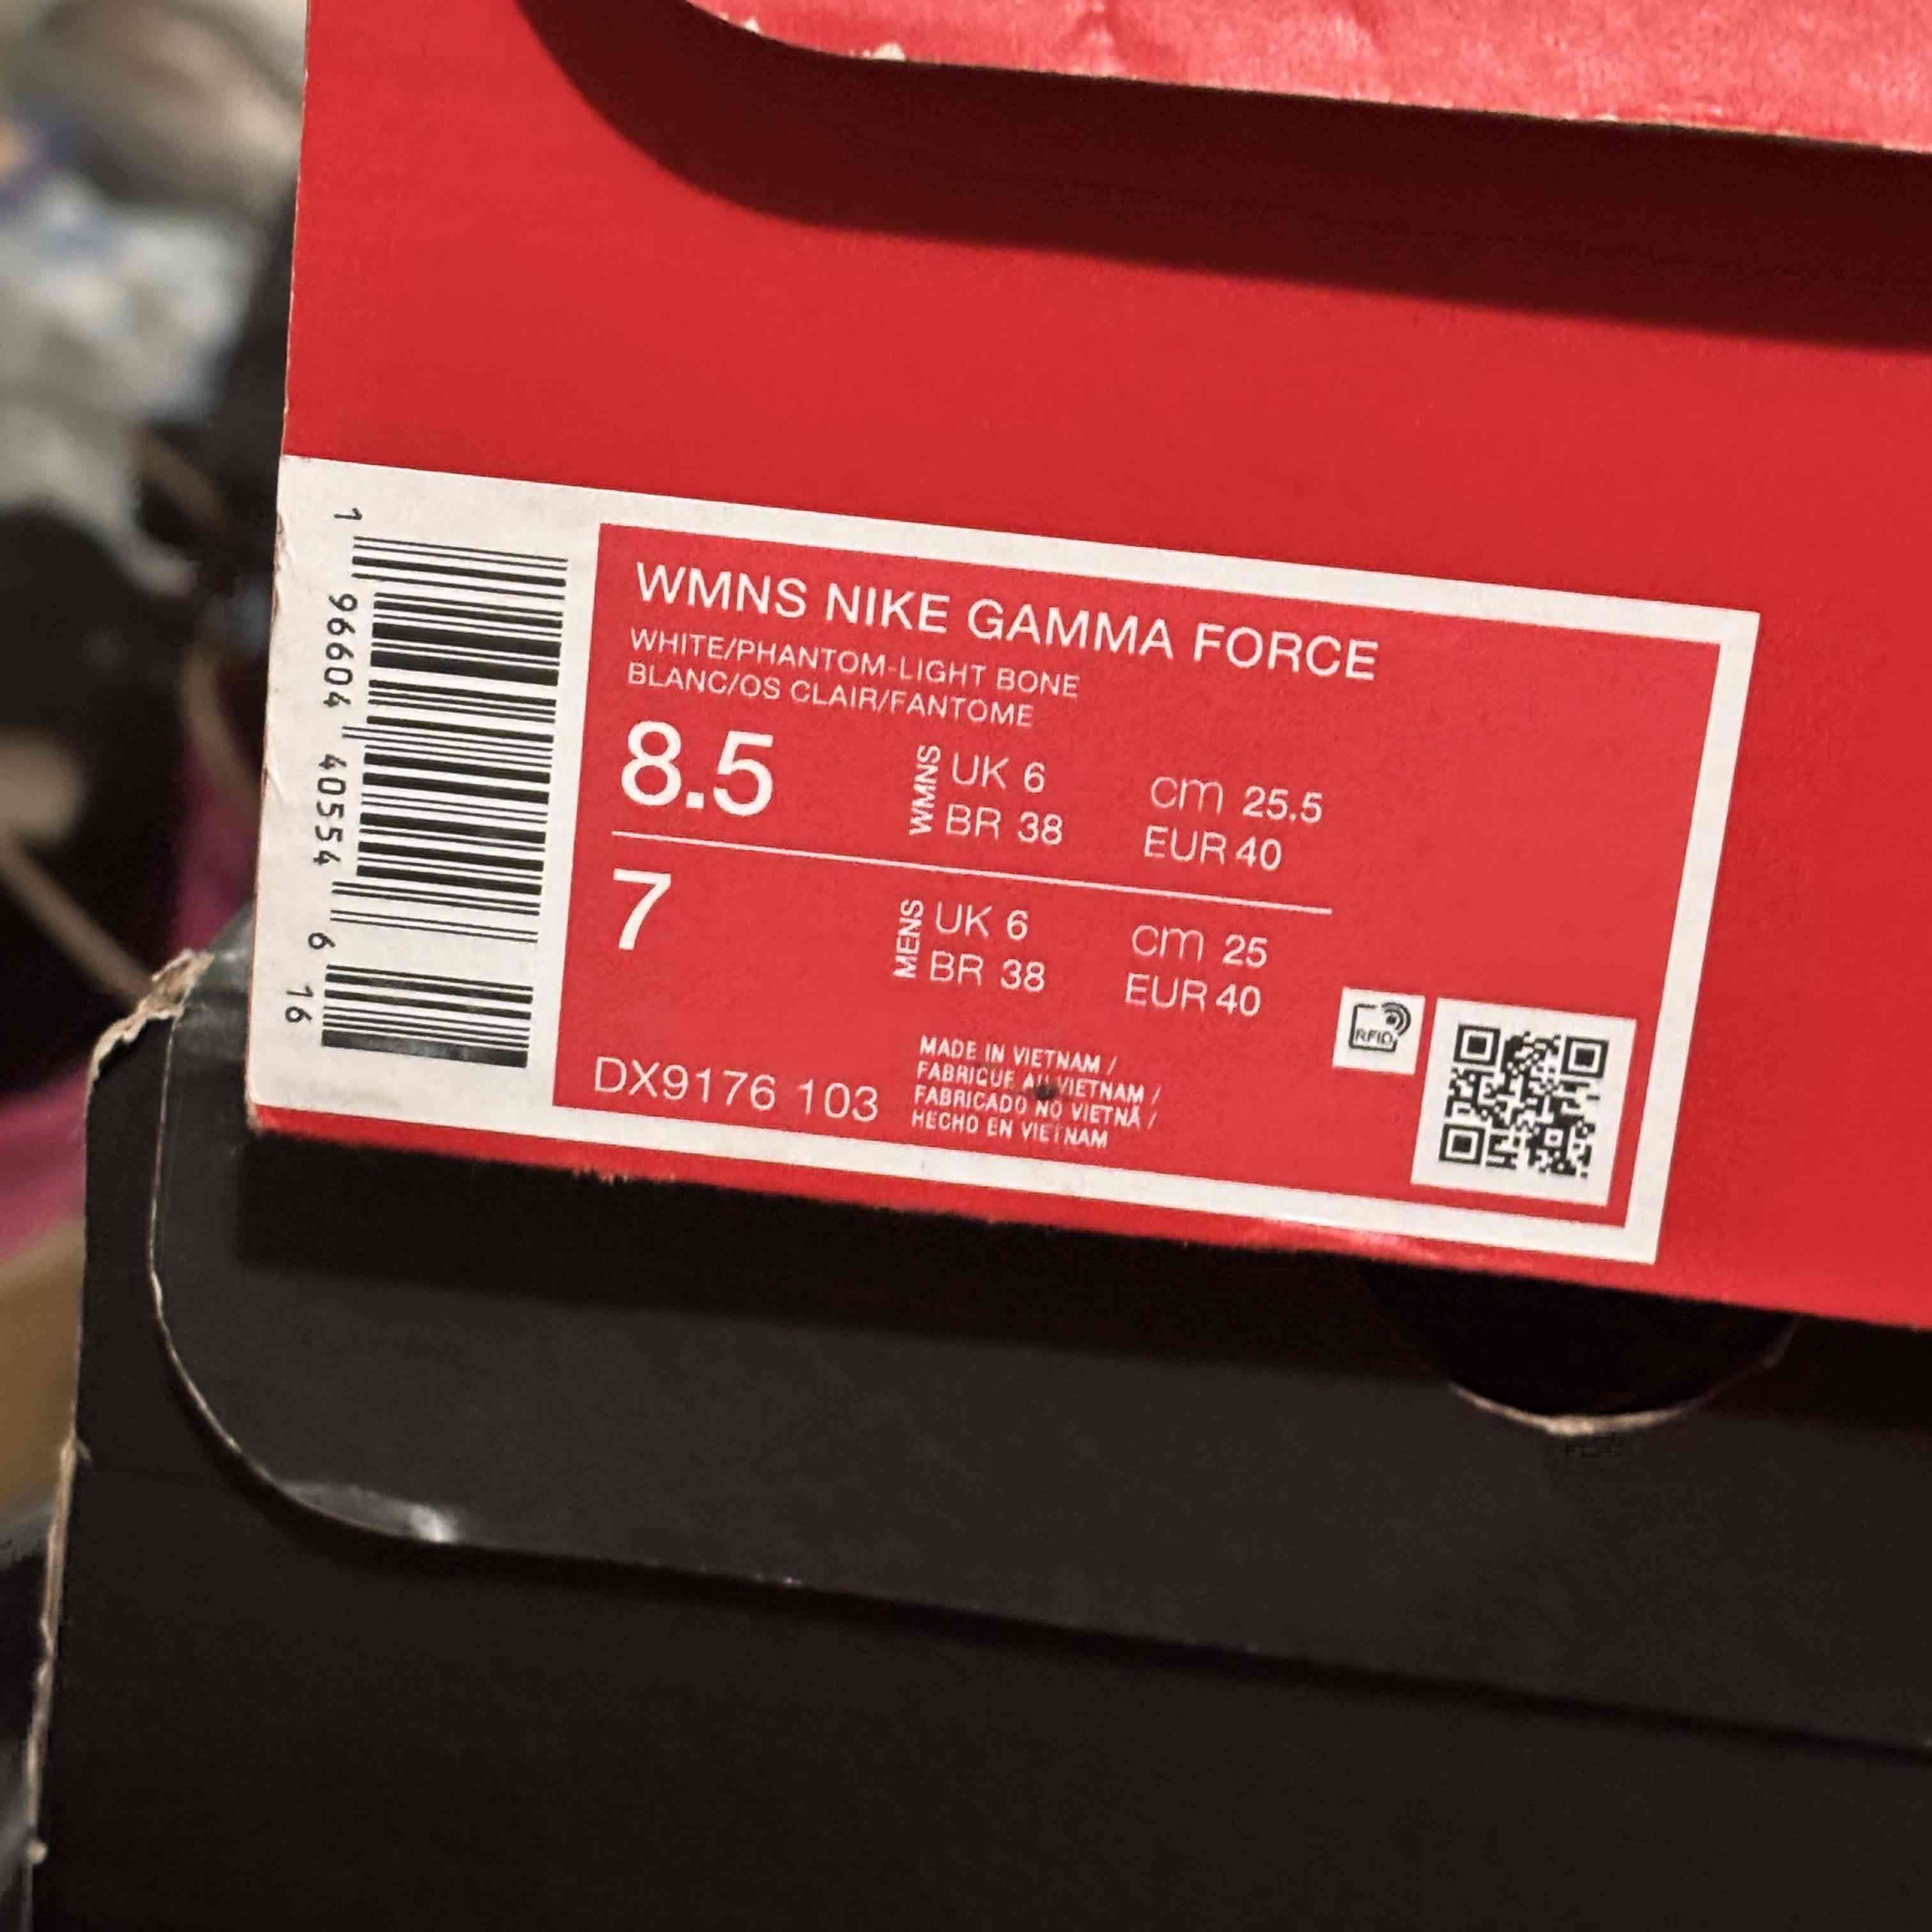 1 96604 40554 6 16
WMNS NIKE GAMMA FORCE
WHITE/PHANTOM-LIGHT BONE
BLANC/OS CLAIR/FANTOME
8.5 WMNS UK 6 cm 25.5
BR 38 EUR 40
7 MENS UK 6 cm 25
BR 38 EUR 40
RFID
DX9176 103
MADE IN VIETNAM /
FABRIQUE AU VIETNAM /
FABRICADO NO VIETNÃ /
HECHO EN VIETNAM